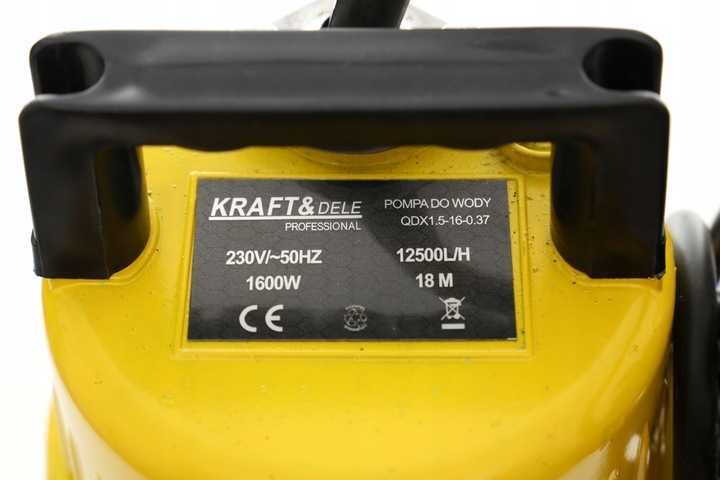 KRAFT&DELE
PROFESSIONAL
POMPA DO WODY
QDX1.5-16-0.37
230V/~50HZ
12500L/H
1600W
18 M
CE